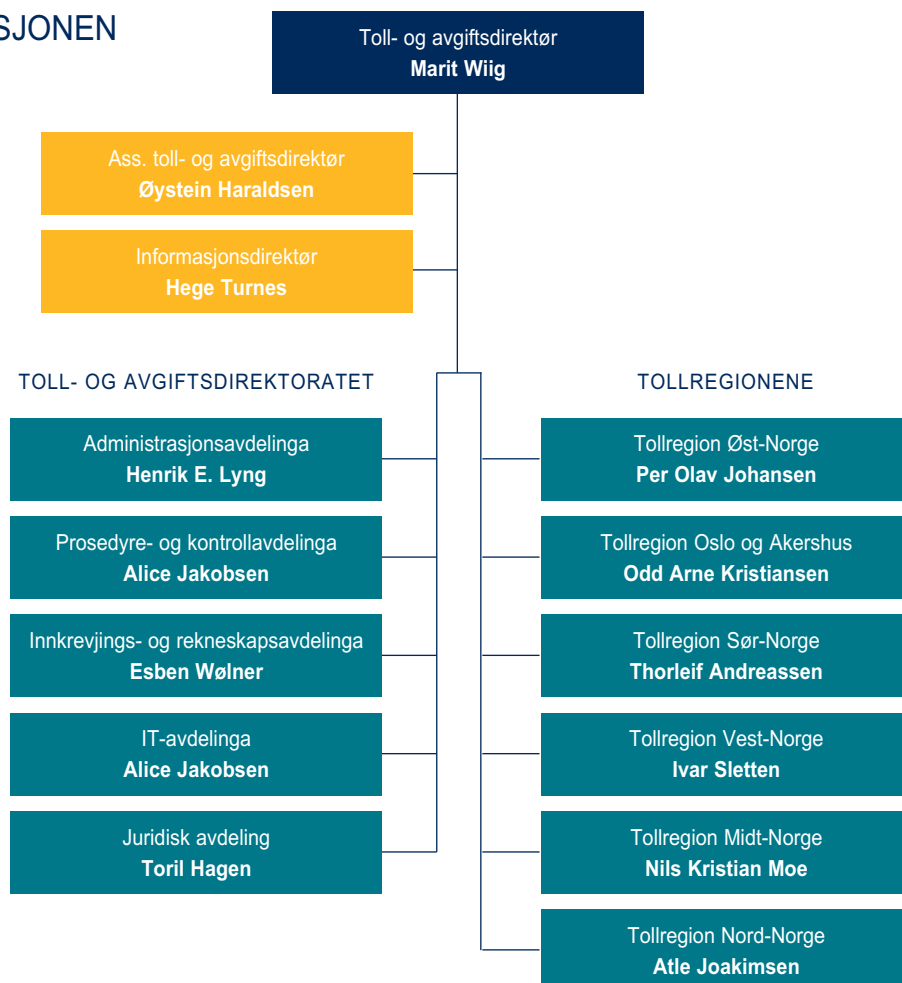 SJONEN
Toll- og avgiftsdirektør
Marit Wiig
Ass. toll- og avgiftsdirektør
Øystein Haraldsen
Informasjonsdirektør
Hege Turnes
TOLL- OG AVGIFTSDIREKTORATET
Administrasjonsavdelinga
Henrik E. Lyng
Prosedyre- og kontrollavdelinga
Alice Jakobsen
Innkrevjings- og rekneskapsavdelinga
Esben Wølner
IT-avdelinga
Alice Jakobsen
Juridisk avdeling
Toril Hagen
TOLLREGIONENE
Tollregion Øst-Norge
Per Olav Johansen
Tollregion Oslo og Akershus
Odd Arne Kristiansen
Tollregion Sør-Norge
Thorleif Andreassen
Tollregion Vest-Norge
Ivar Sletten
Tollregion Midt-Norge
Nils Kristian Moe
Tollregion Nord-Norge
Atle Joakimsen